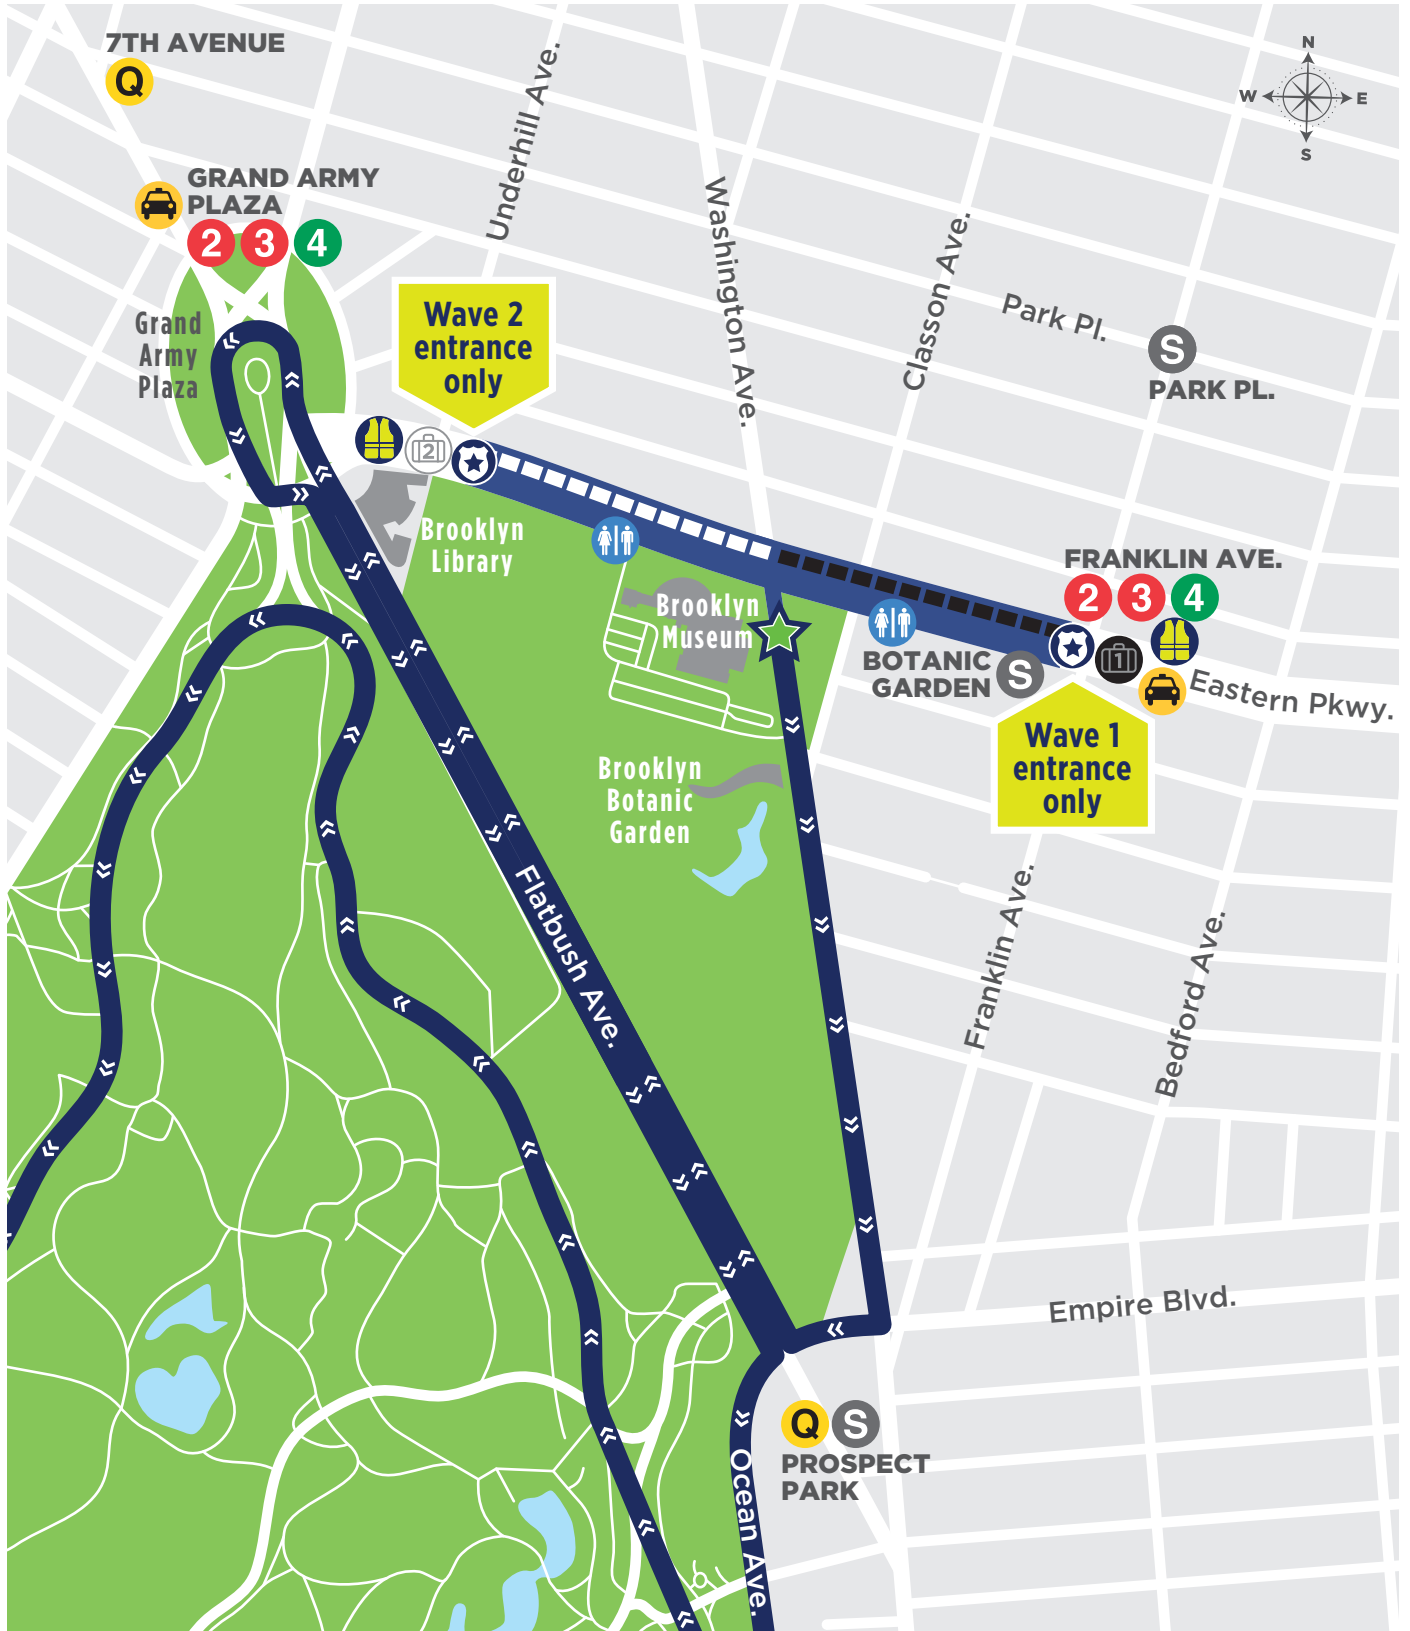 7TH AVENUE
Q
N
W E
S
GRAND ARMY
PLAZA
2 3 4
Underhill Ave.
Washington Ave.
Classon Ave.
Park Pl.
S
PARK PL.
Grand
Army
Plaza
Wave 2
entrance
only
2
Brooklyn
Library
FRANKLIN AVE.
2 3 4
Brooklyn
Museum
BOTANIC
GARDEN
S
1
Eastern Pkwy.
Wave 1
entrance
only
Brooklyn
Botanic
Garden
Flatbush Ave.
Franklin Ave.
Bedford Ave.
Empire Blvd.
Q S
PROSPECT
PARK
Ocean Ave.